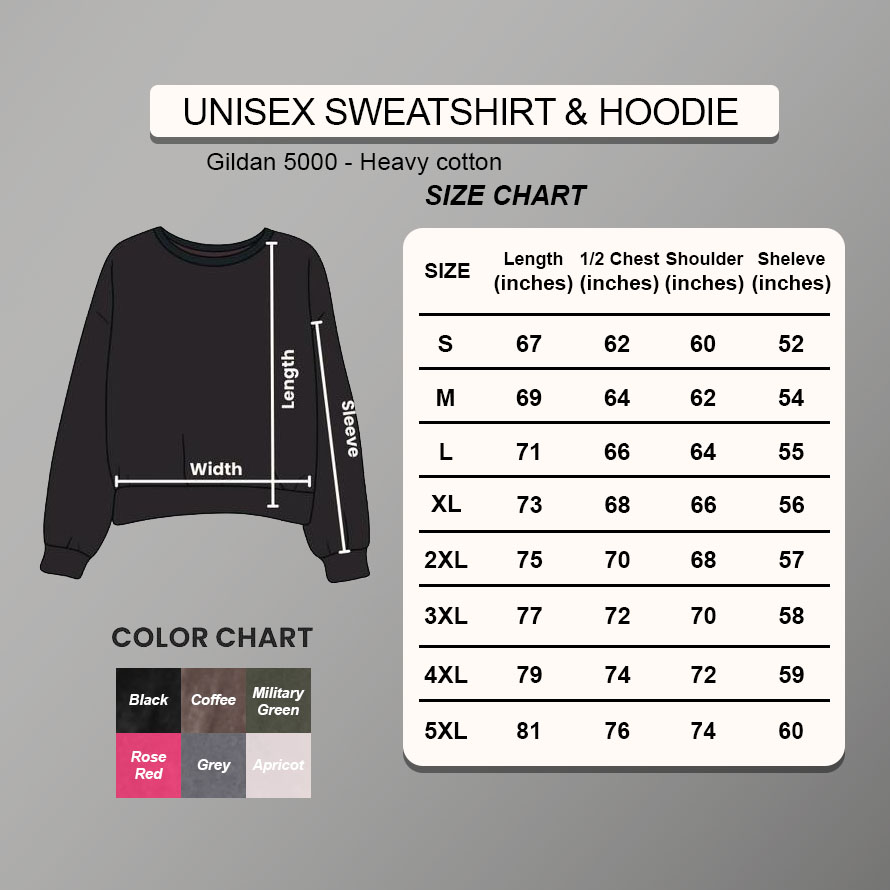 UNISEX SWEATSHIRT & HOODIE
Gildan 5000 - Heavy cotton
SIZE CHART
Length
Sleeve
Width
SIZE Length (inches) 1/2 Chest (inches) Shoulder (inches) Sheleve (inches)
S 67 62 60 52
M 69 64 62 54
L 71 66 64 55
XL 73 68 66 56
2XL 75 70 68 57
3XL 77 72 70 58
4XL 79 74 72 59
5XL 81 76 74 60
COLOR CHART
Black Coffee Military Green
Rose Red Grey Apricot